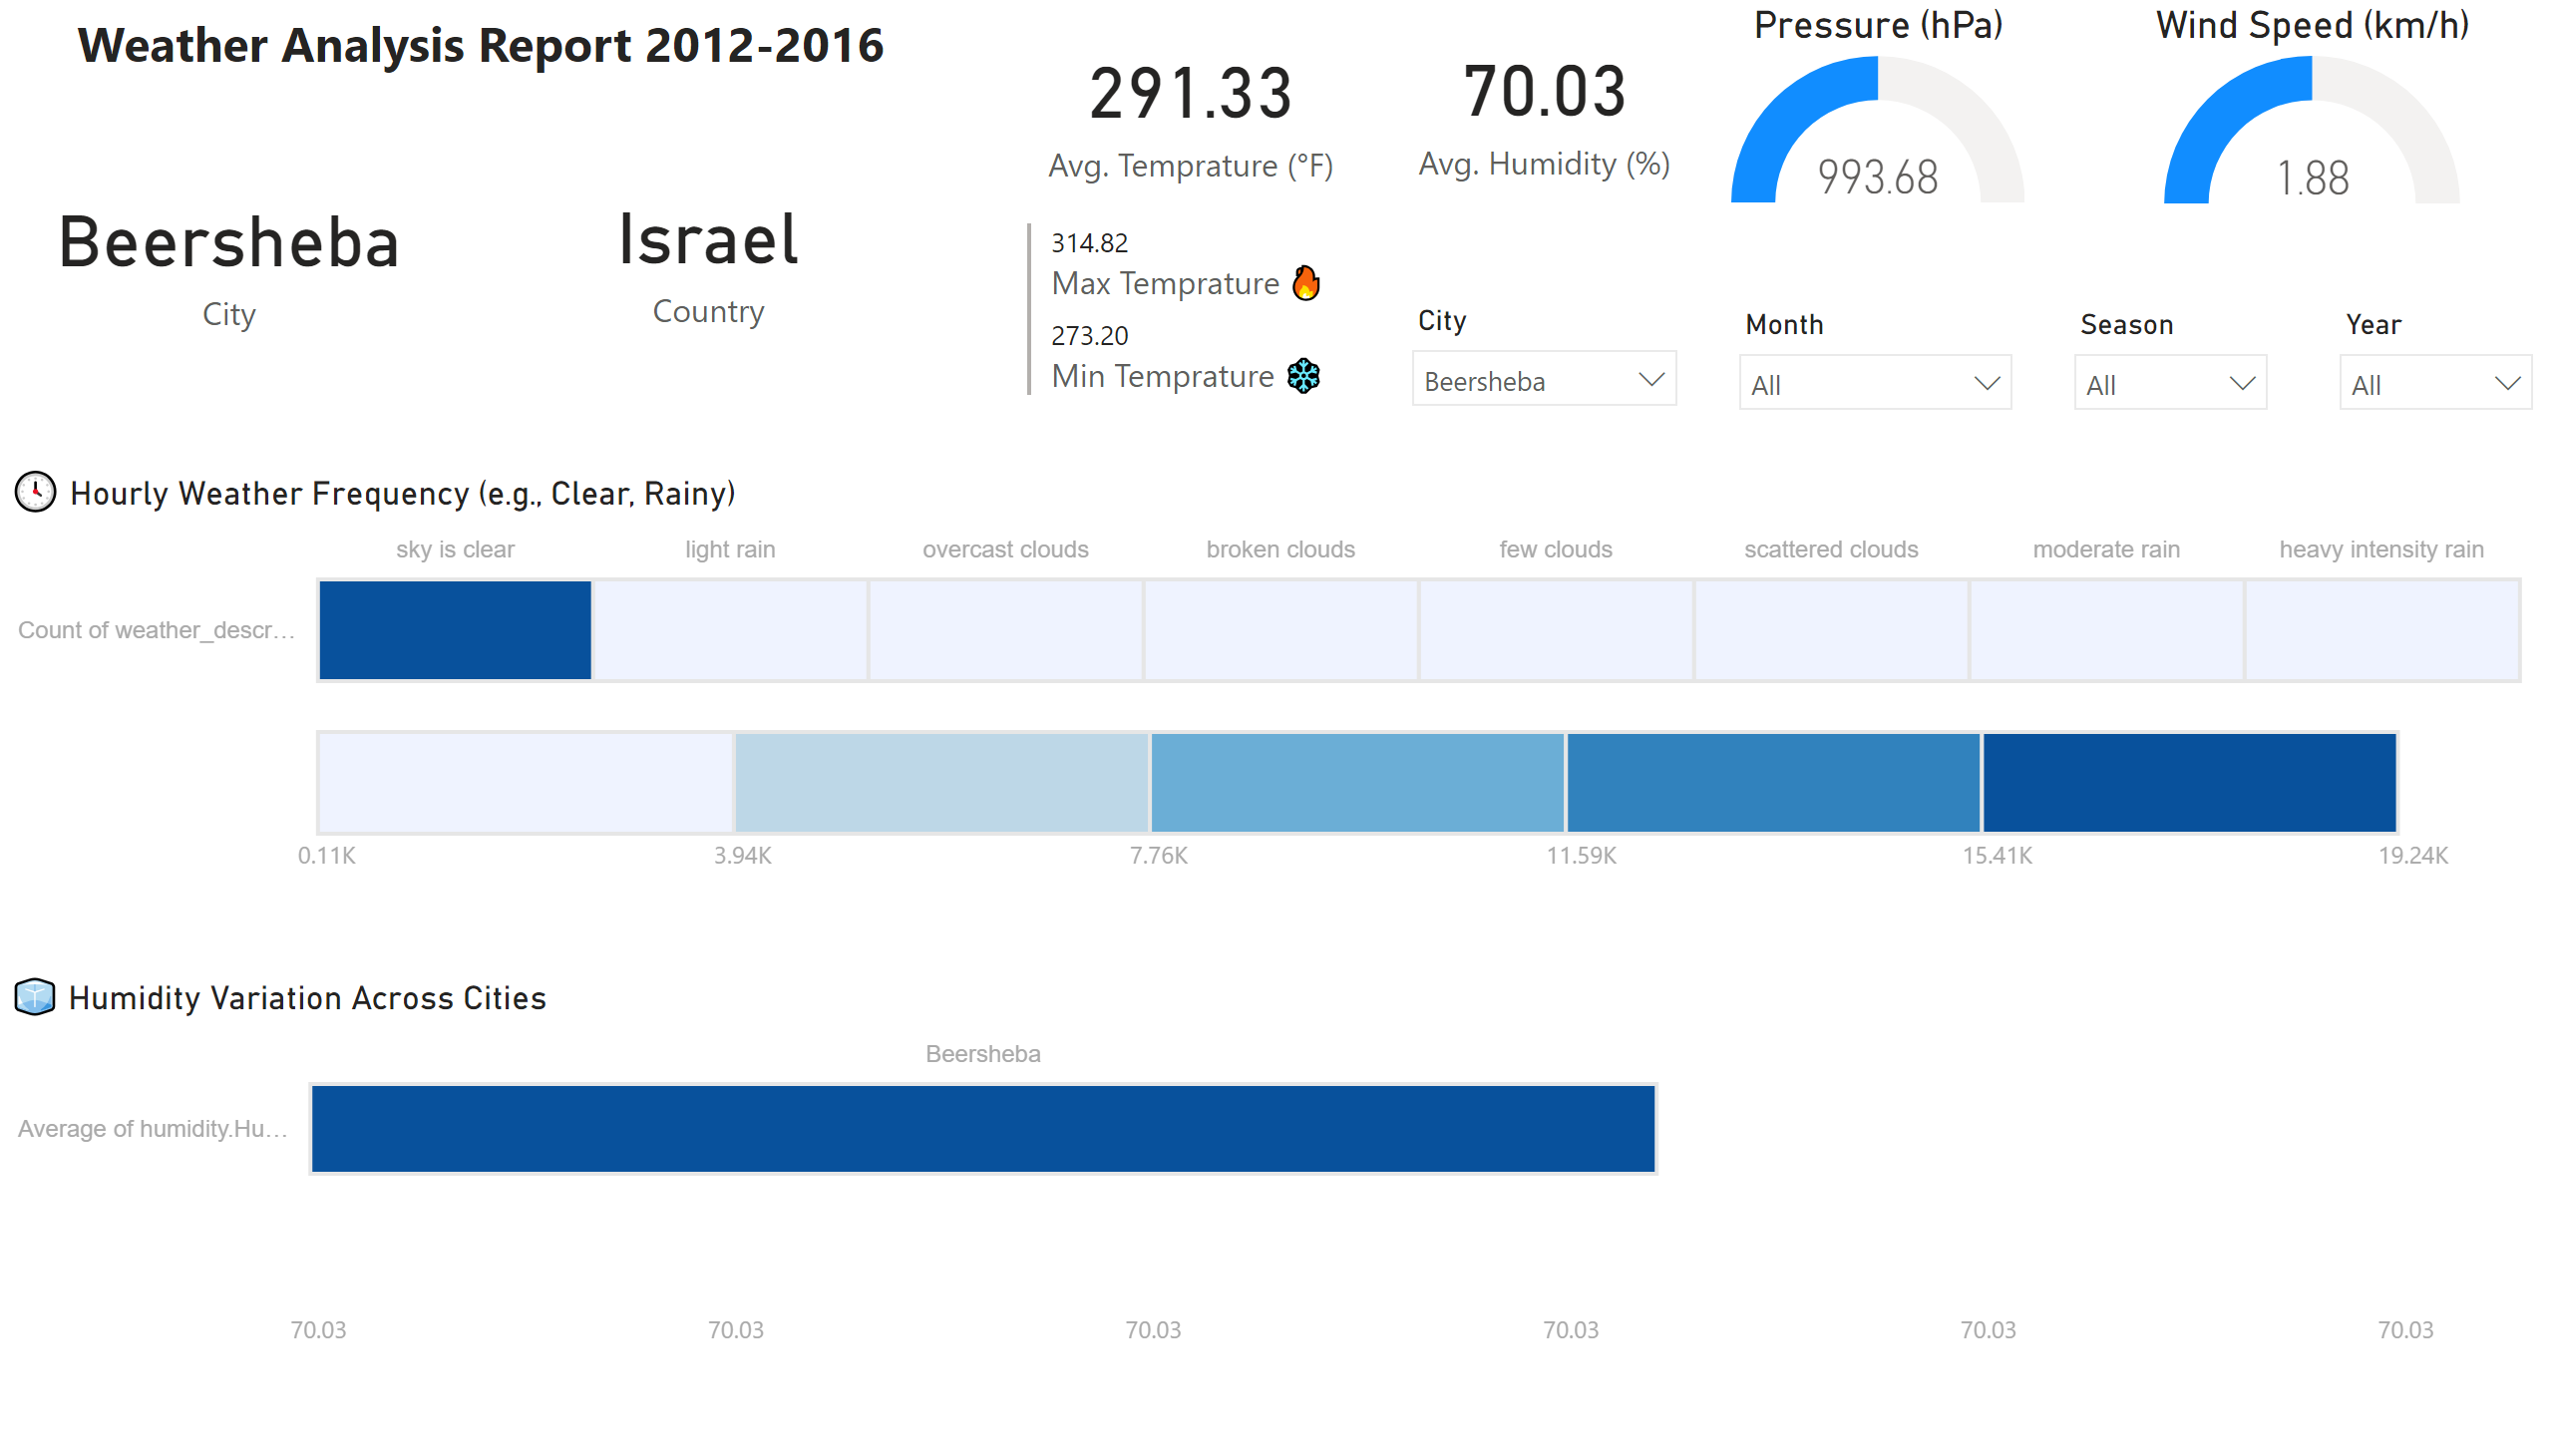 Weather Analysis Report 2012-2016
291.33
Avg. Temprature (°F)
70.03
Avg. Humidity (%)
Pressure (hPa)
993.68
Wind Speed (km/h)
1.88
Beersheba
City
Israel
Country
314.82
Max Temprature
273.20
Min Temprature
City
Beersheba
Month
All
Season
All
Year
All
Hourly Weather Frequency (e.g., Clear, Rainy)
sky is clear light rain overcast clouds broken clouds few clouds scattered clouds moderate rain heavy intensity rain
Count of weather_descr...
0.11K 3.94K 7.76K 11.59K 15.41K 19.24K
Humidity Variation Across Cities
Beersheba
Average of humidity.Hu...
70.03 70.03 70.03 70.03 70.03 70.03